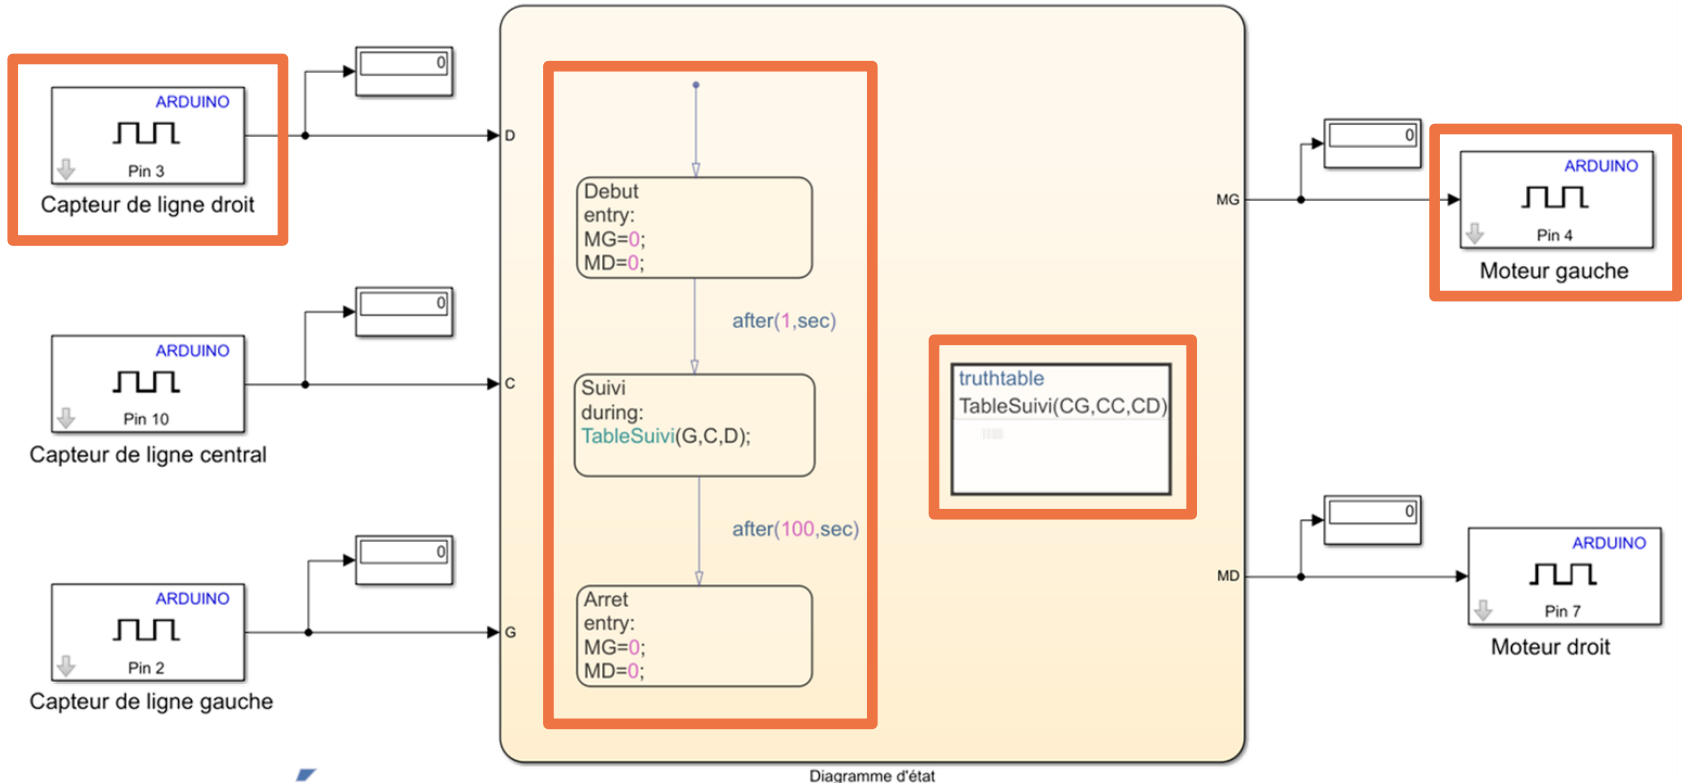 ARDUINO
Pin 3
Capteur de ligne droit
0
D
ARDUINO
Pin 10
Capteur de ligne central
0
C
ARDUINO
Pin 2
Capteur de ligne gauche
0
G
Debut
entry:
MG=0;
MD=0;
after(1,sec)
Suivi
during:
TableSuivi(G,C,D);
after(100,sec)
Arret
entry:
MG=0;
MD=0;
truthtable
TableSuivi(CG,CC,CD)
MG
0
ARDUINO
Pin 4
Moteur gauche
MD
0
ARDUINO
Pin 7
Moteur droit
Diagramme d'état